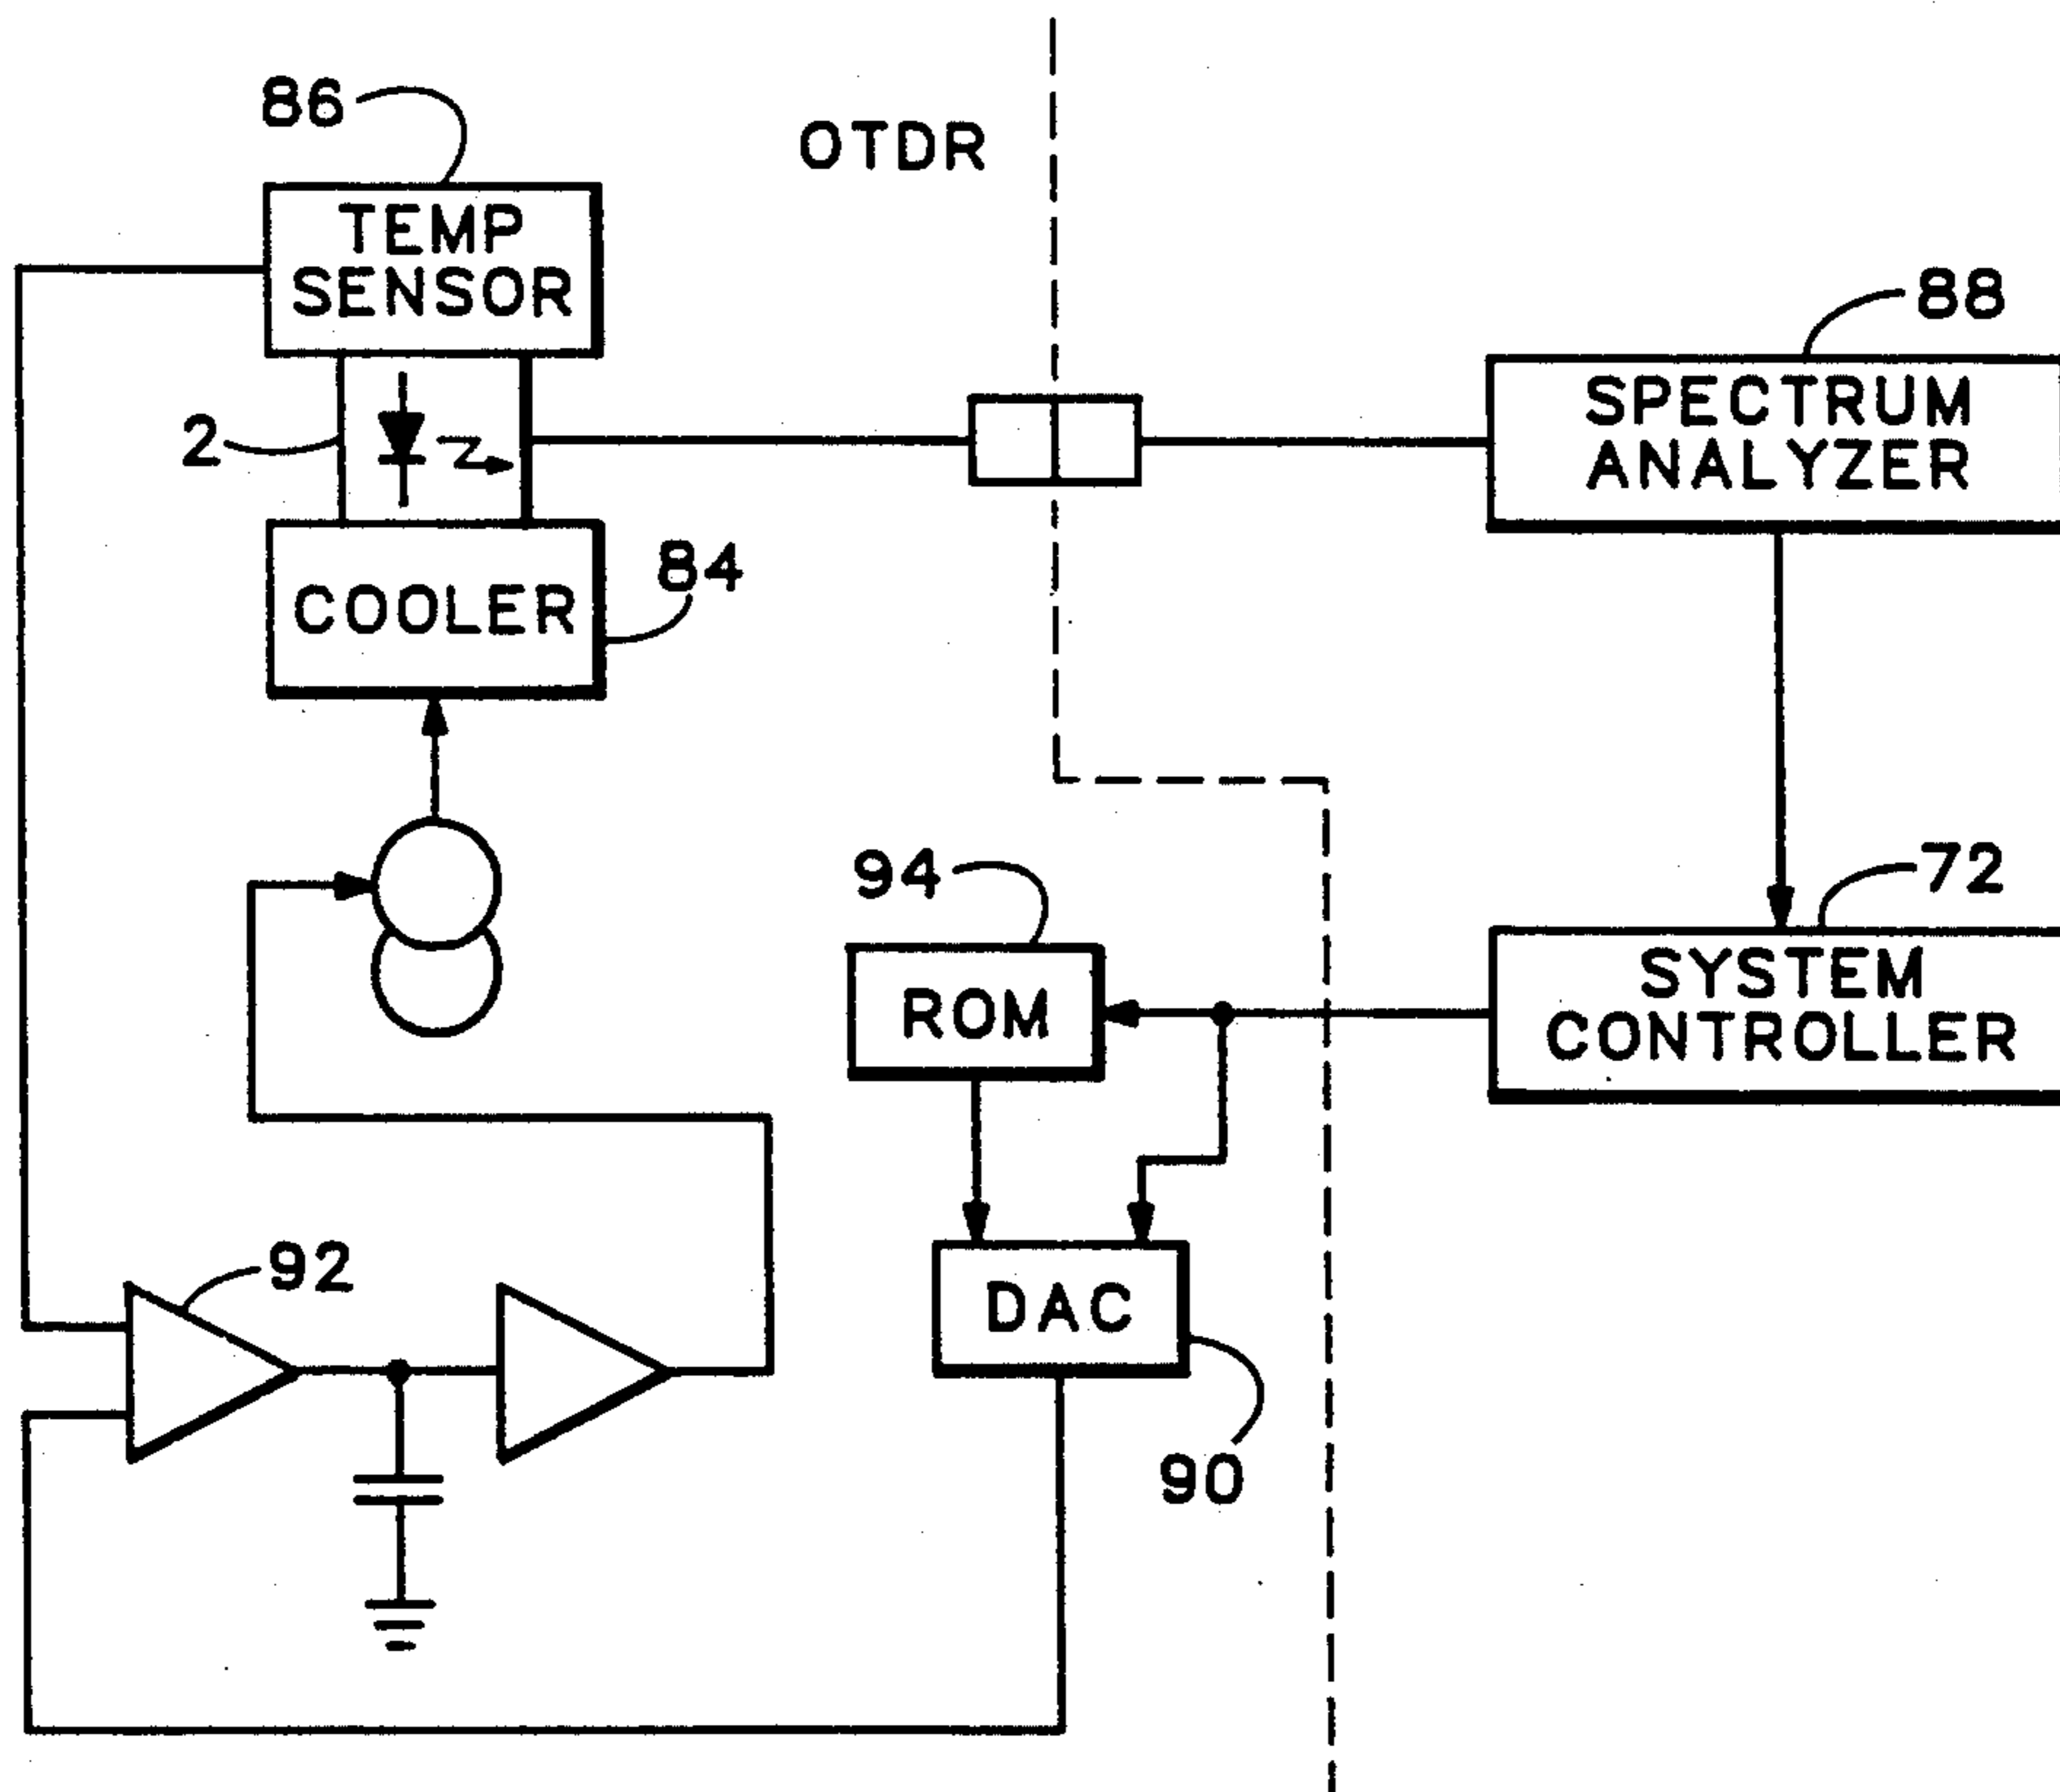 86
OTDR
TEMP
SENSOR
88
SPECTRUM
ANALYZER
2
84
COOLER
94
72
ROM
SYSTEM
CONTROLLER
92
DAC
90